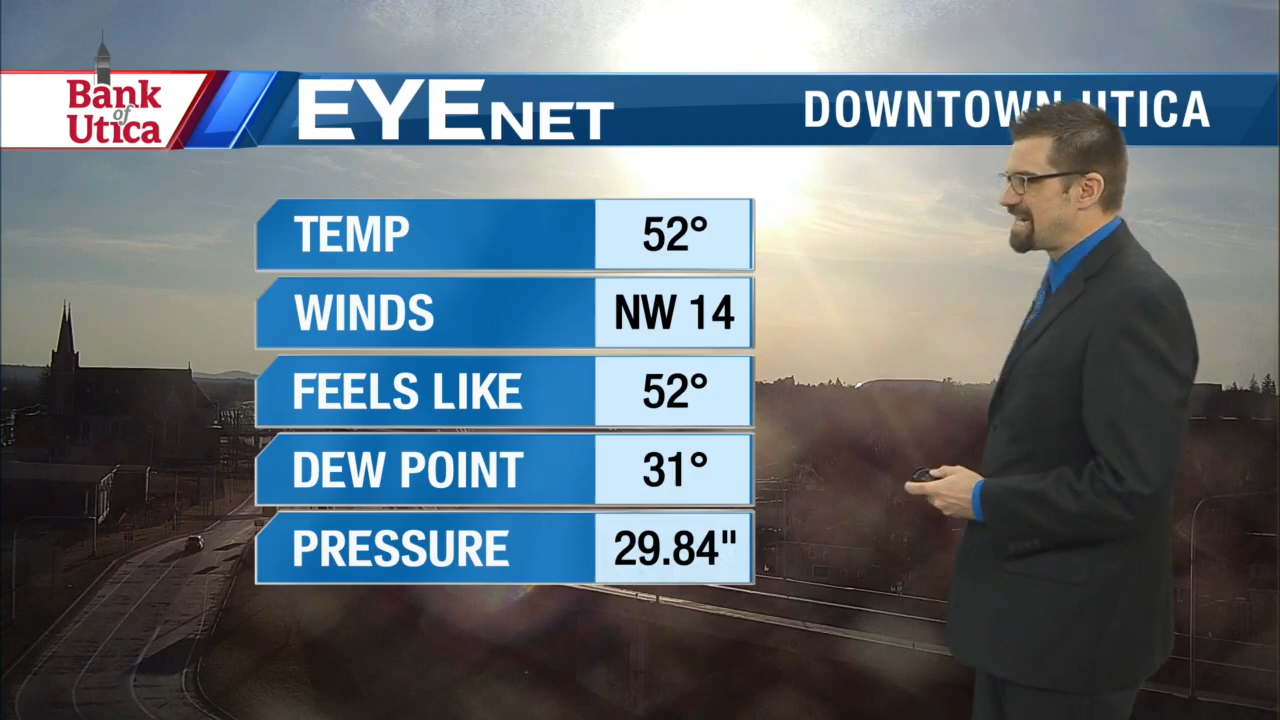 Bank
of
Utica
EYENET
DOWNTOWN UTICA
TEMP 52°
WINDS NW 14
FEELS LIKE 52°
DEW POINT 31°
PRESSURE 29.84"